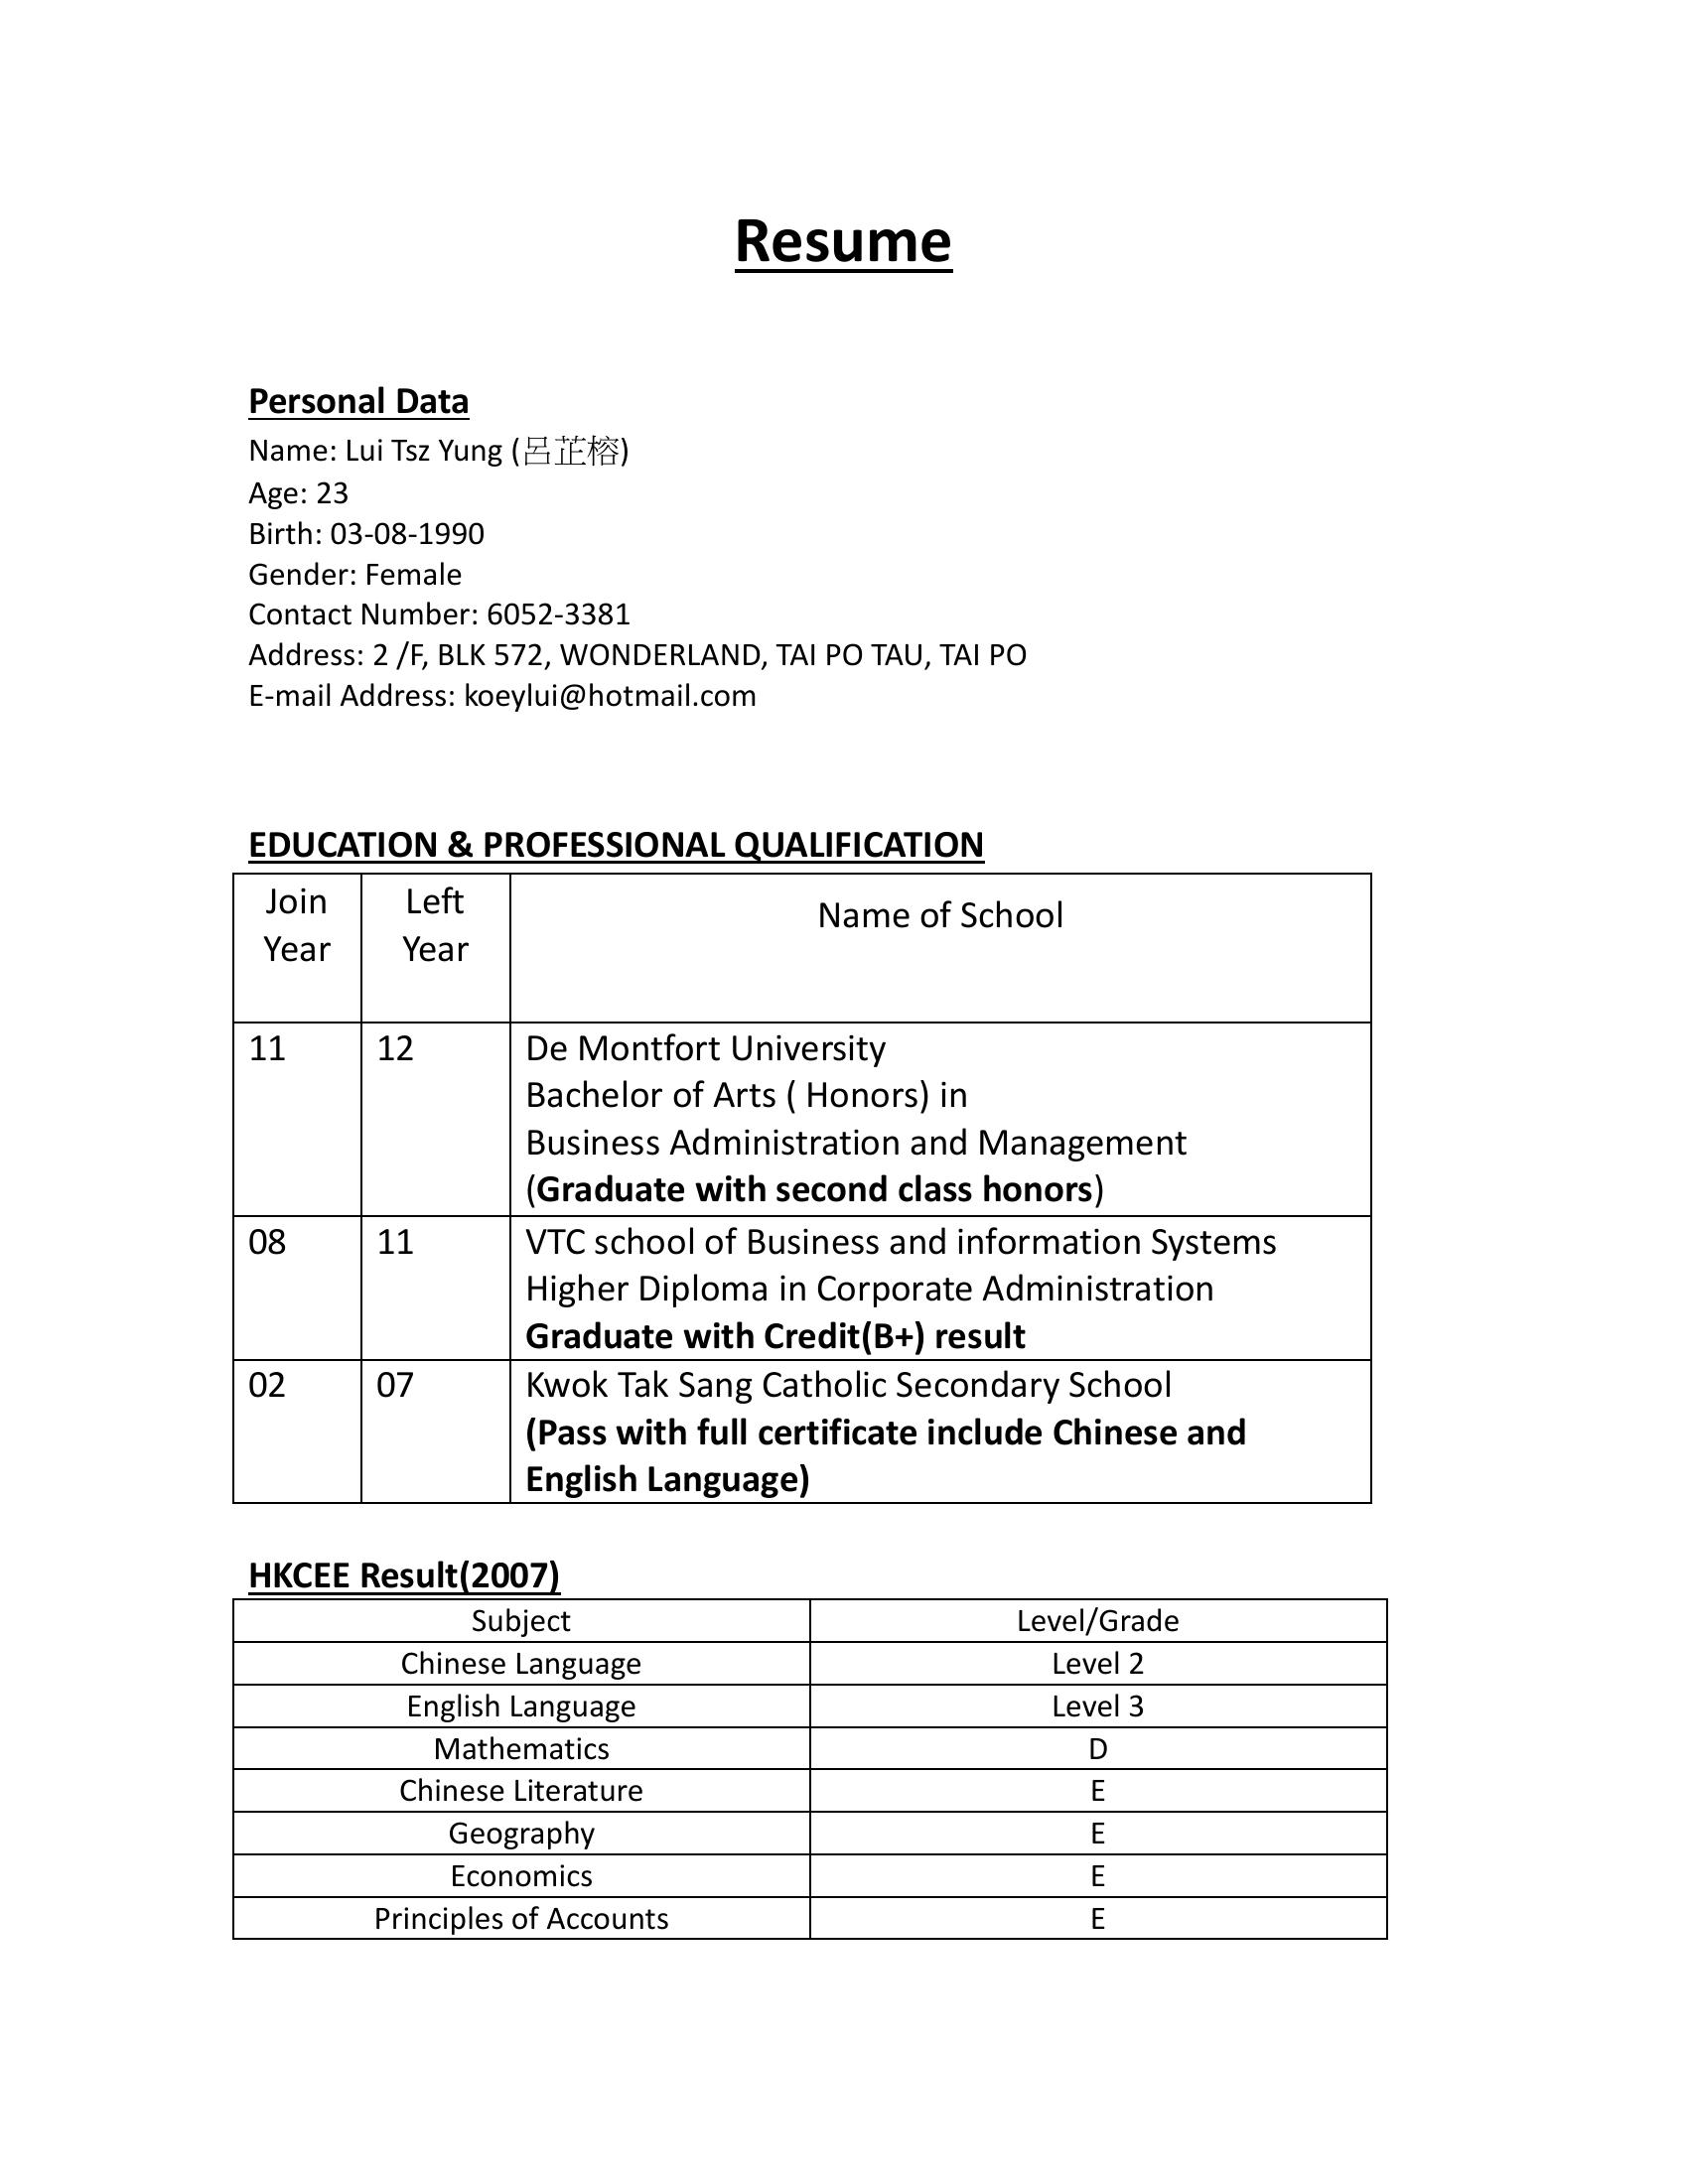 Resume
Personal Data
Name: Lui Tsz Yung (呂芷榕)
Age: 23
Birth: 03-08-1990
Gender: Female
Contact Number: 6052-3381
Address: 2 /F, BLK 572, WONDERLAND, TAI PO TAU, TAI PO
E-mail Address: koeylui@hotmail.com
EDUCATION & PROFESSIONAL QUALIFICATION
Join Year
Left Year
Name of School
11
12
De Montfort University
Bachelor of Arts ( Honors) in
Business Administration and Management
(Graduate with second class honors)
08
11
VTC school of Business and information Systems
Higher Diploma in Corporate Administration
Graduate with Credit(B+) result
02
07
Kwok Tak Sang Catholic Secondary School
(Pass with full certificate include Chinese and
English Language)
HKCEE Result(2007)
Subject Level/Grade
Chinese Language Level 2
English Language Level 3
Mathematics D
Chinese Literature E
Geography E
Economics E
Principles of Accounts E